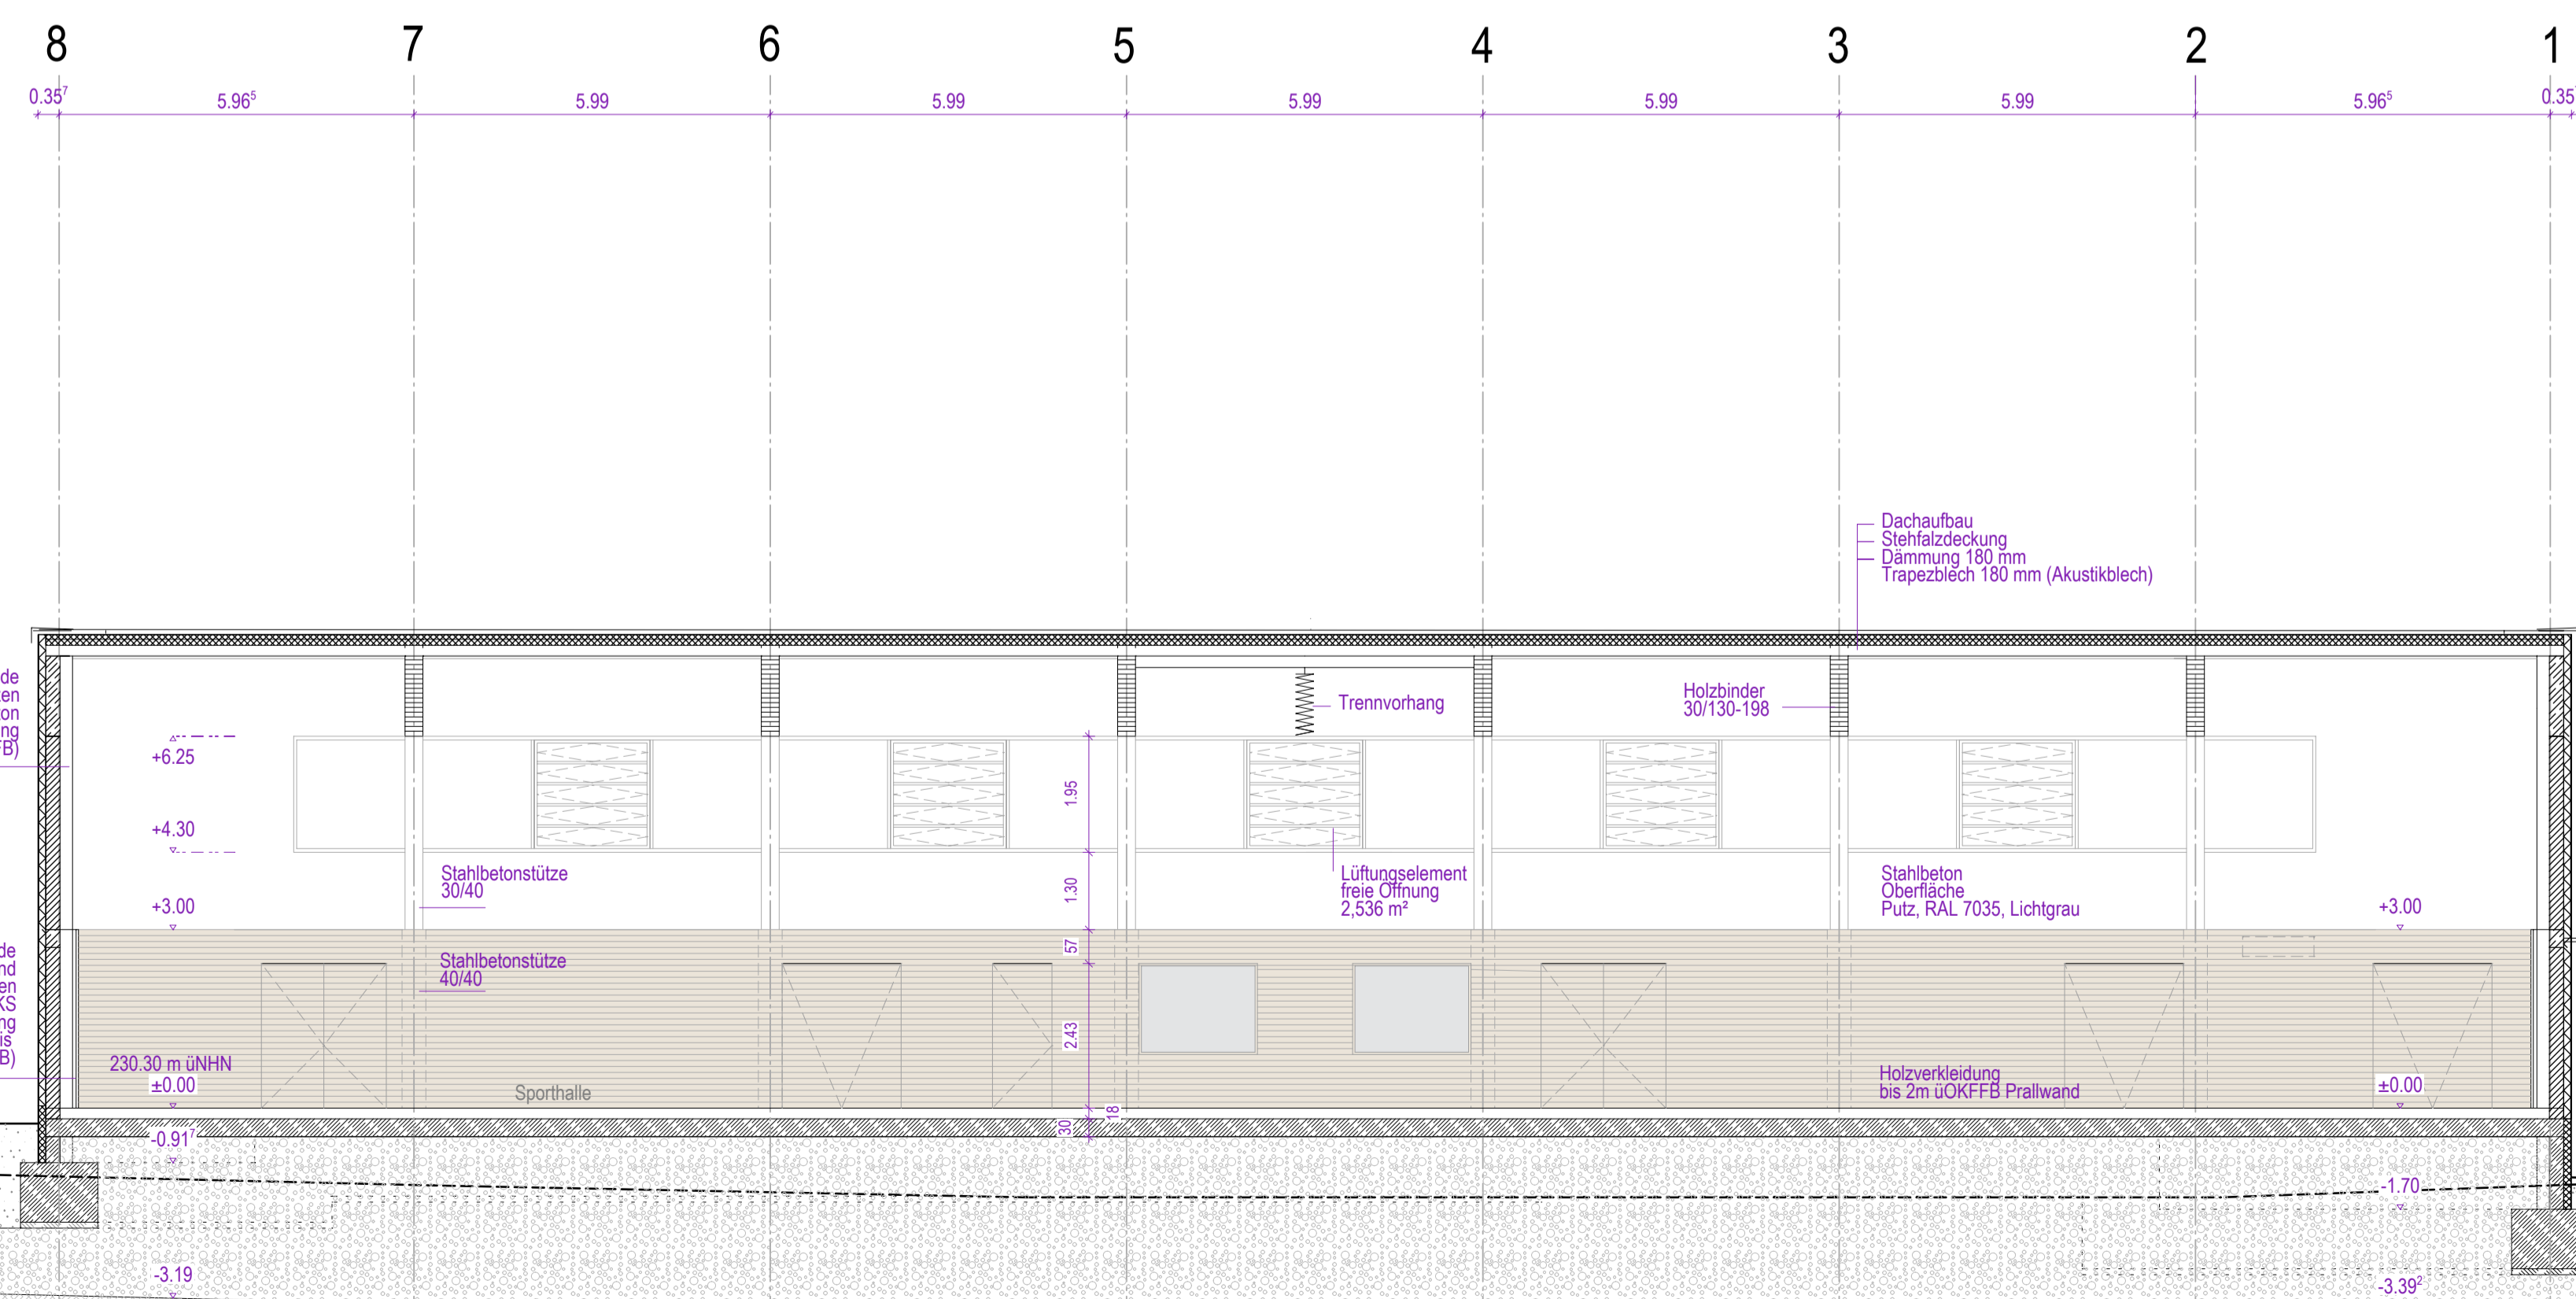 8 7 6 5 4 3 2 1
0.35⁷ 5.96⁵ 5.99 5.99 5.99 5.99 5.99 5.96⁵ 0.35
Dachaufbau
Stehfalzdeckung
Dämmung 180 mm
Trapezblech 180 mm (Akustikblech)
Trennvorhang
Holzbinder
30/130-198
+6.25
+4.30
+3.00
1.95
1.30
57
2.43
18
30
Stahlbetonstütze
30/40
Stahlbetonstütze
40/40
Lüftungselement
freie Öffnung
2,536 m²
Stahlbeton
Oberfläche
Putz, RAL 7035, Lichtgrau
+3.00
230.30 m üNHN
±0.00
Sporthalle
Holzverkleidung
bis 2m üOKFFB Prallwand
±0.00
-0.91⁷
-1.70
-3.19
-3.39²